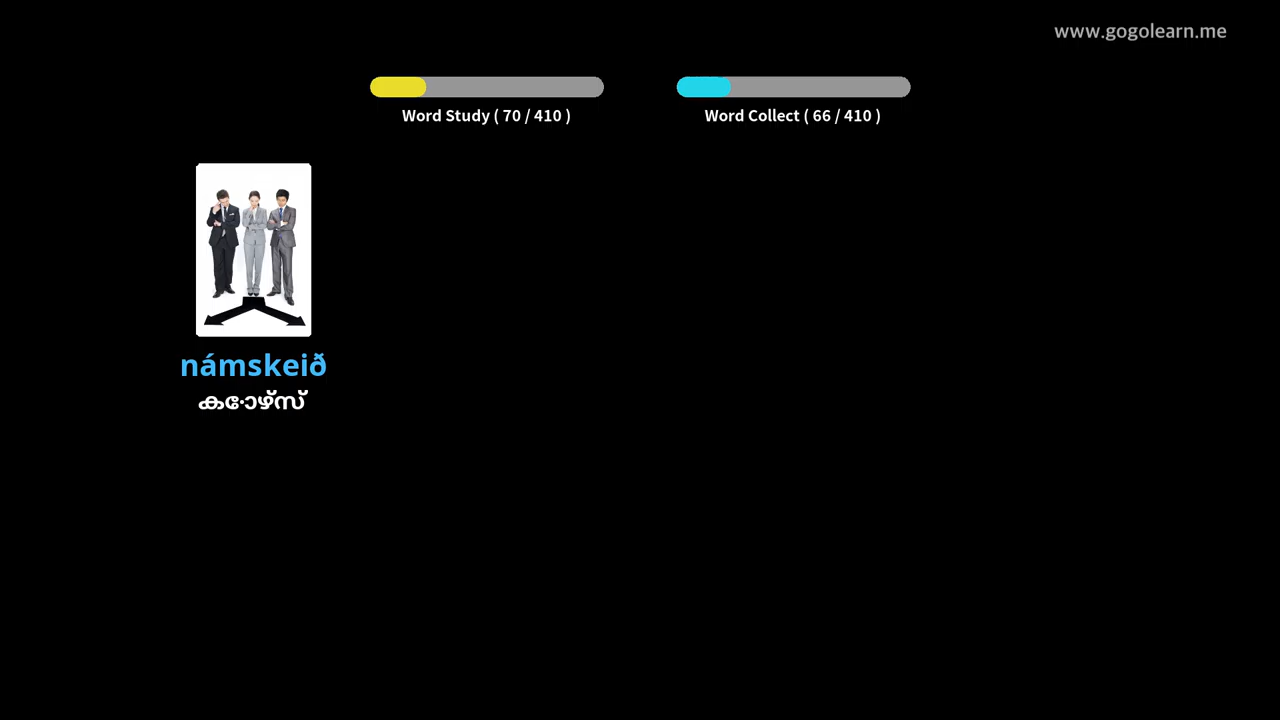 www.gogolearn.me
Word Study ( 70 / 410 )
Word Collect ( 66 / 410 )
námskeið
കോഴ്സ്